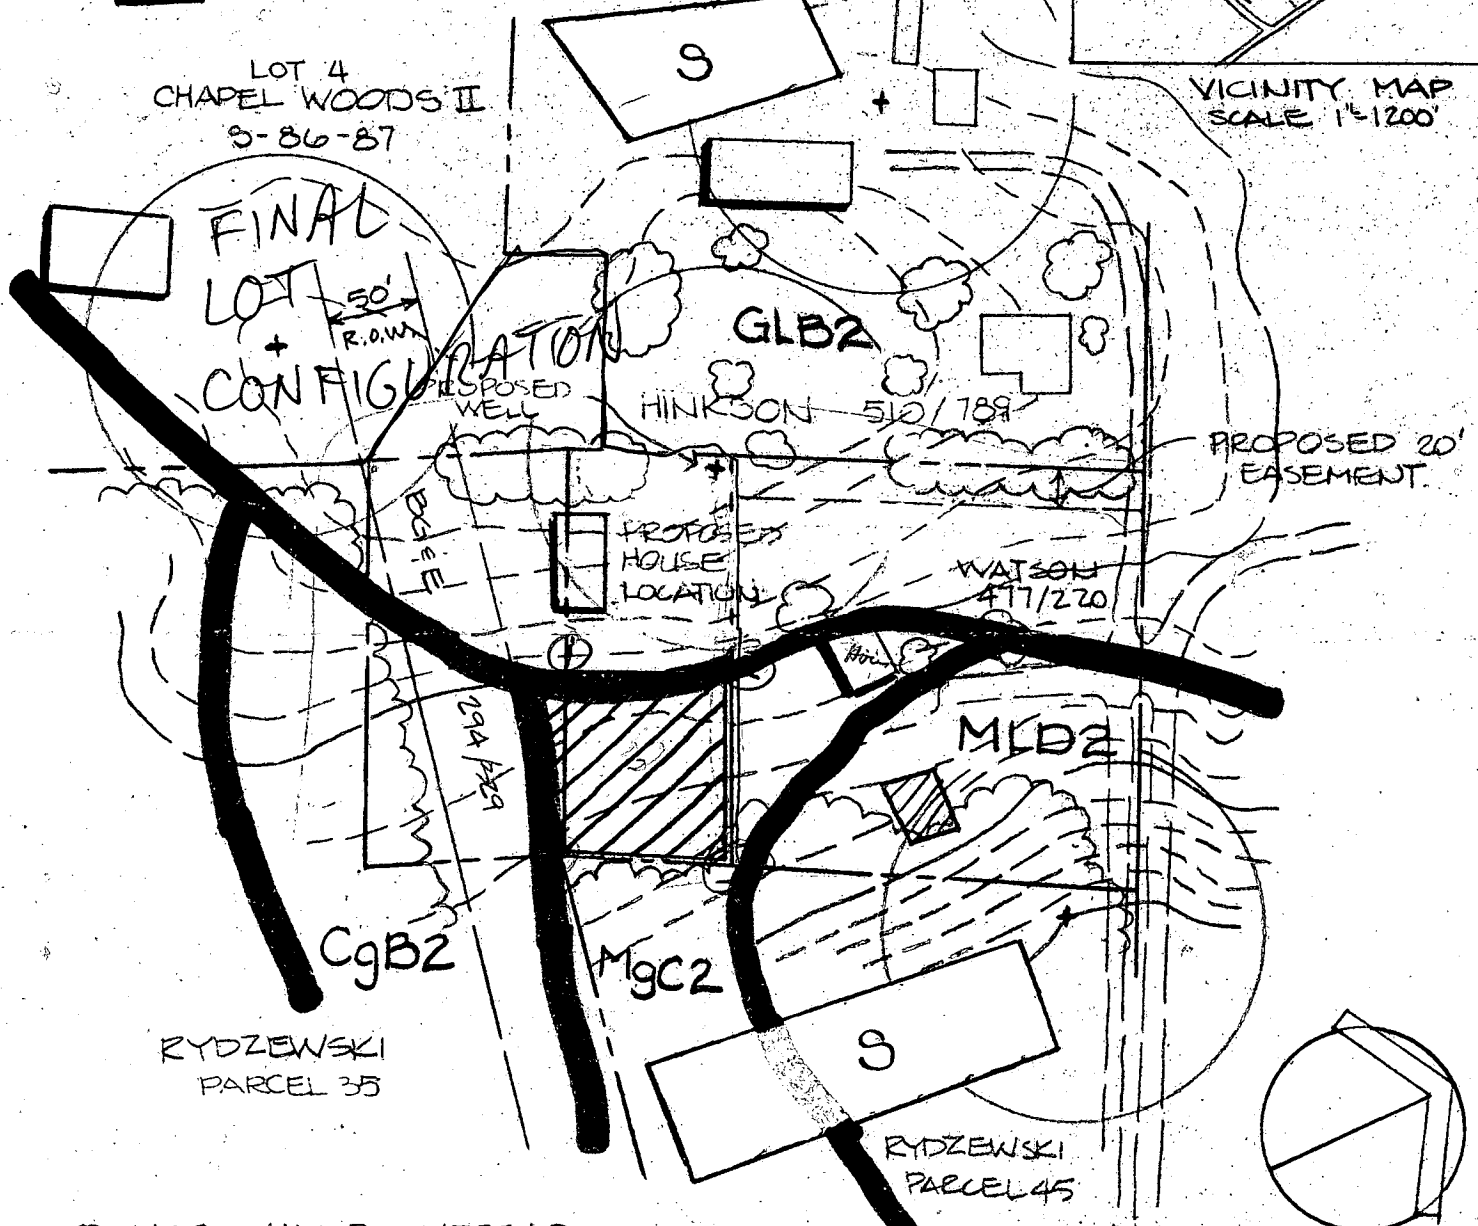 LOT 4
CHAPEL WOODS II
S-86-87
S
VICINITY MAP
SCALE 1"=1200'
FINAL
LOT
CONFIGURATION
50'
R.O.W.
PROPOSED
WELL
GLB2
HINKSON 510/789
PROPOSED 20'
EASEMENT.
PROPOSED
HOUSE
LOCATION
WATSON
477/220
BG&E
294/329
MLD2
CgB2
MgC2
RYDZEWSKI
PARCEL 35
S
RYDZEWSKI
PARCEL 45